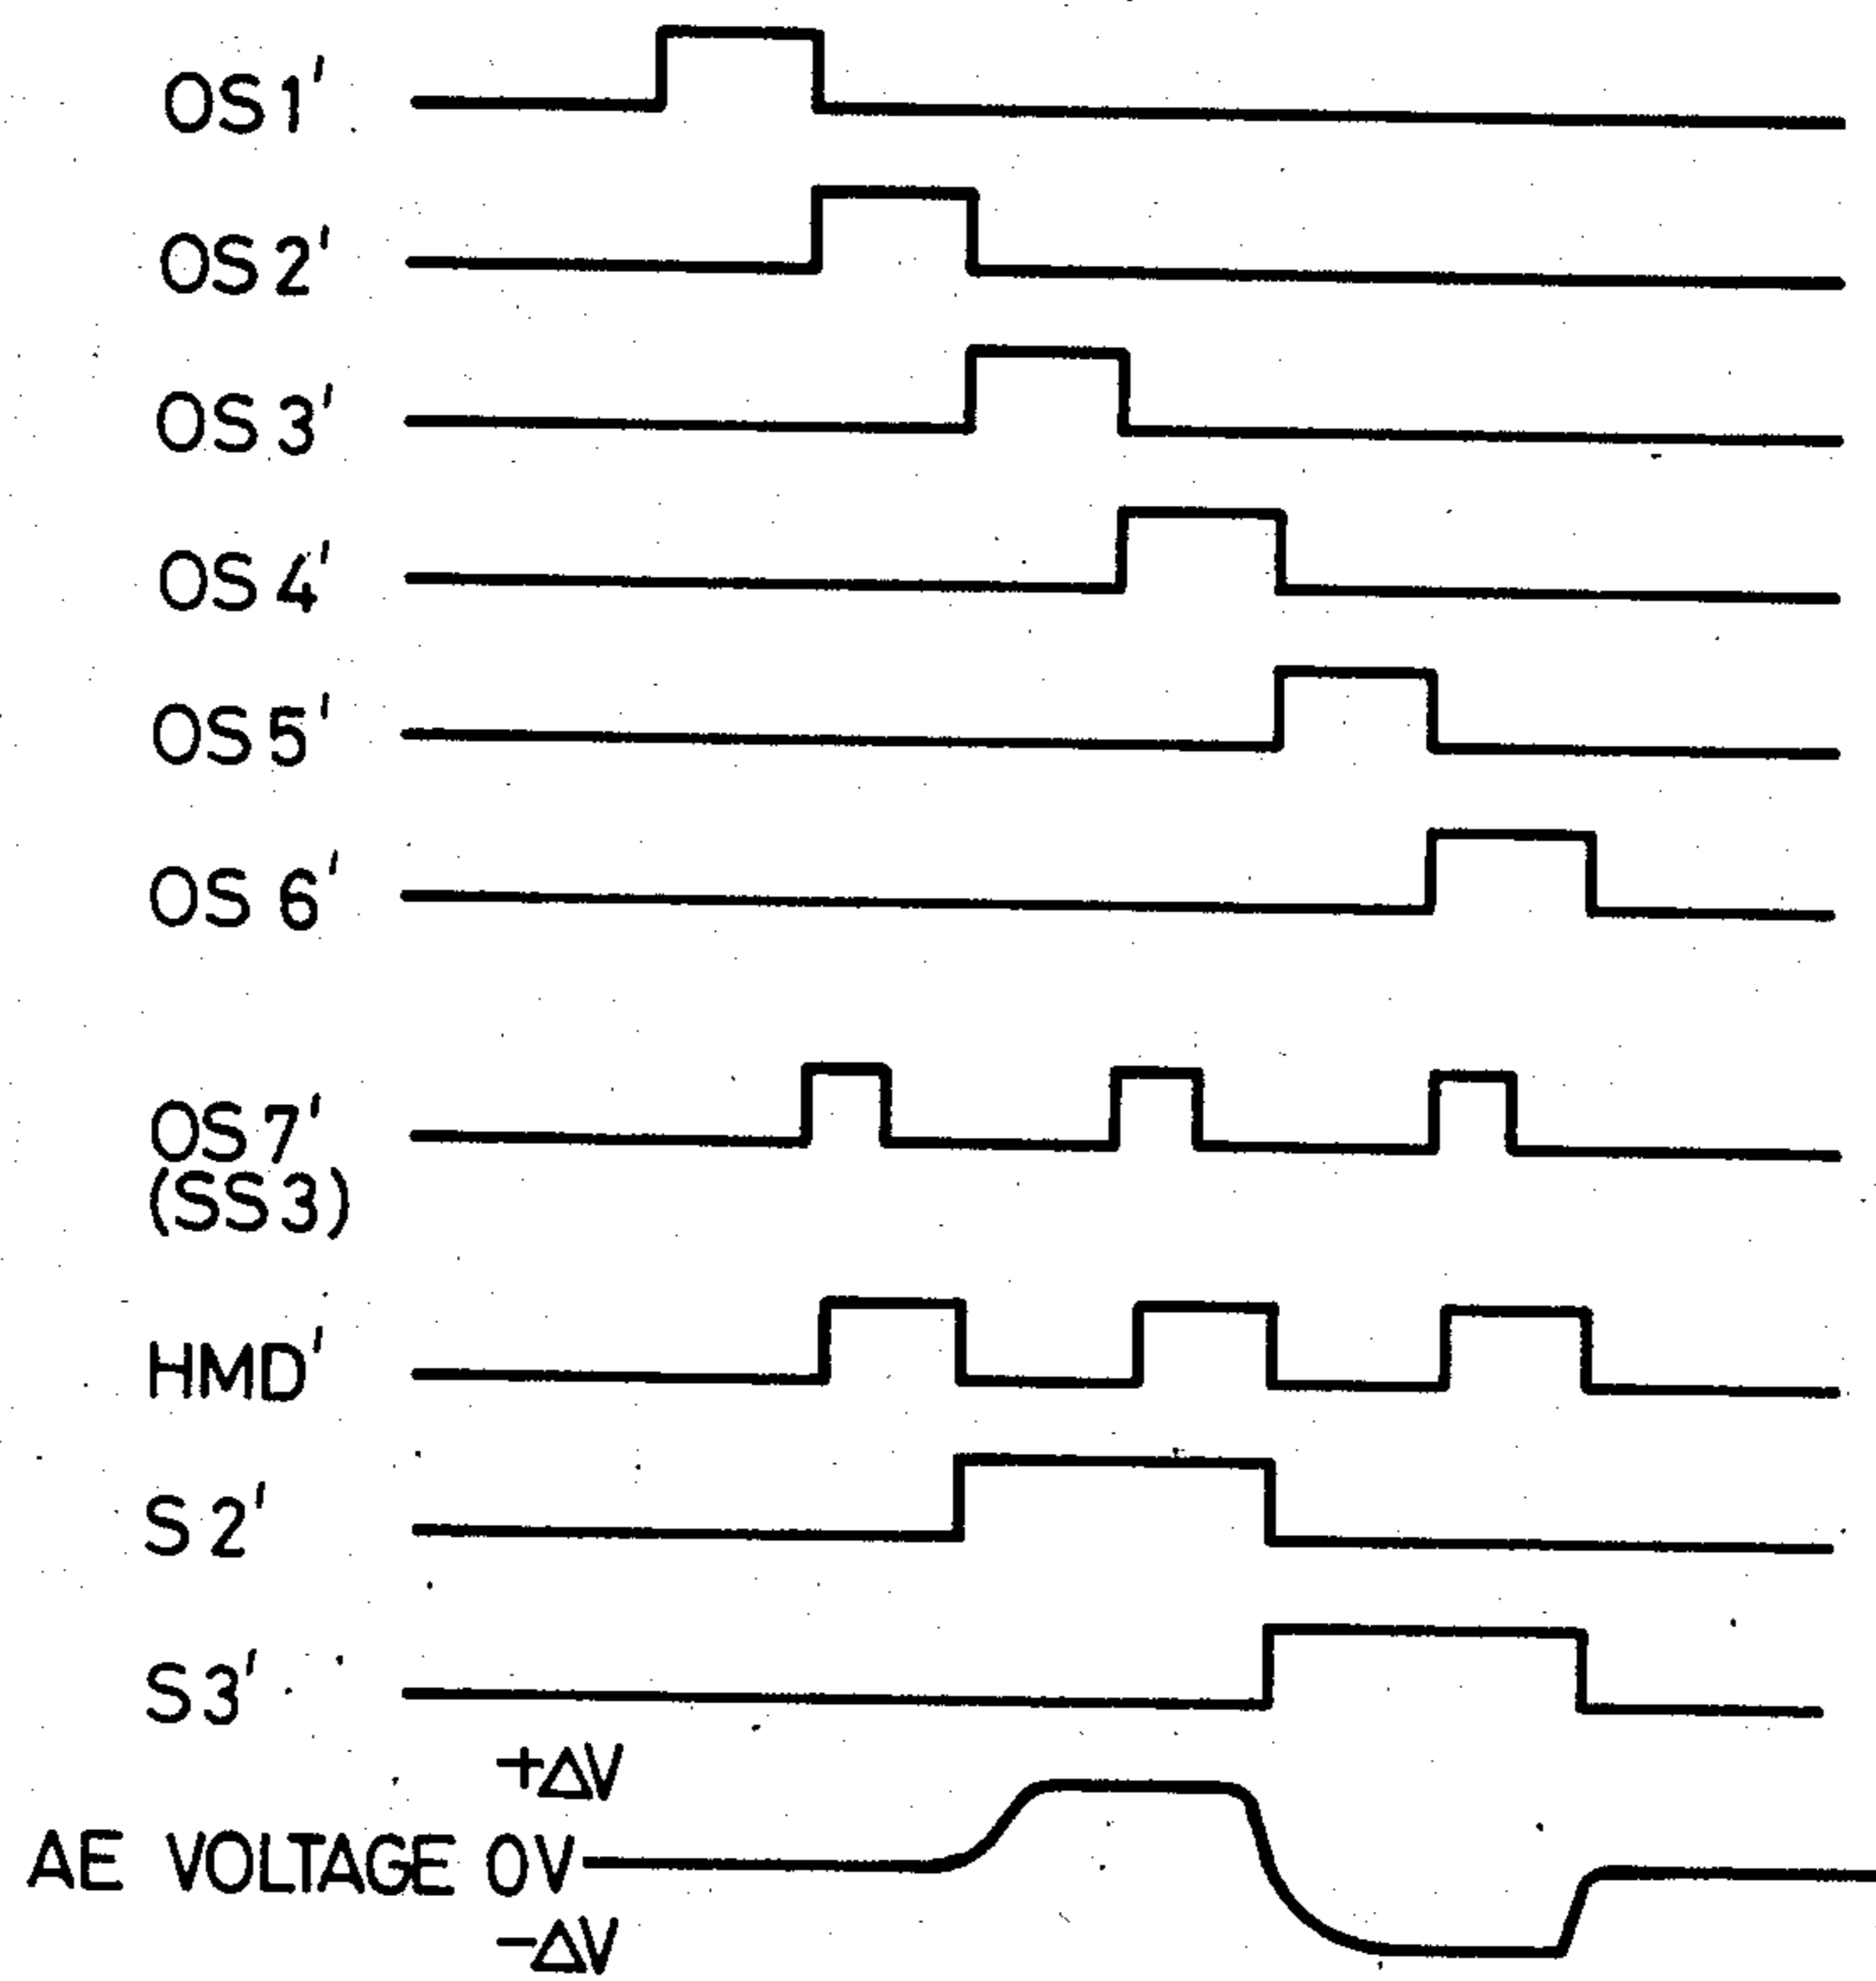 OS1'
OS2'
OS3'
OS4'
OS5'
OS6'
OS7'
(SS3)
HMD'
S2'
S3'
+ΔV
AE VOLTAGE 0V
-ΔV